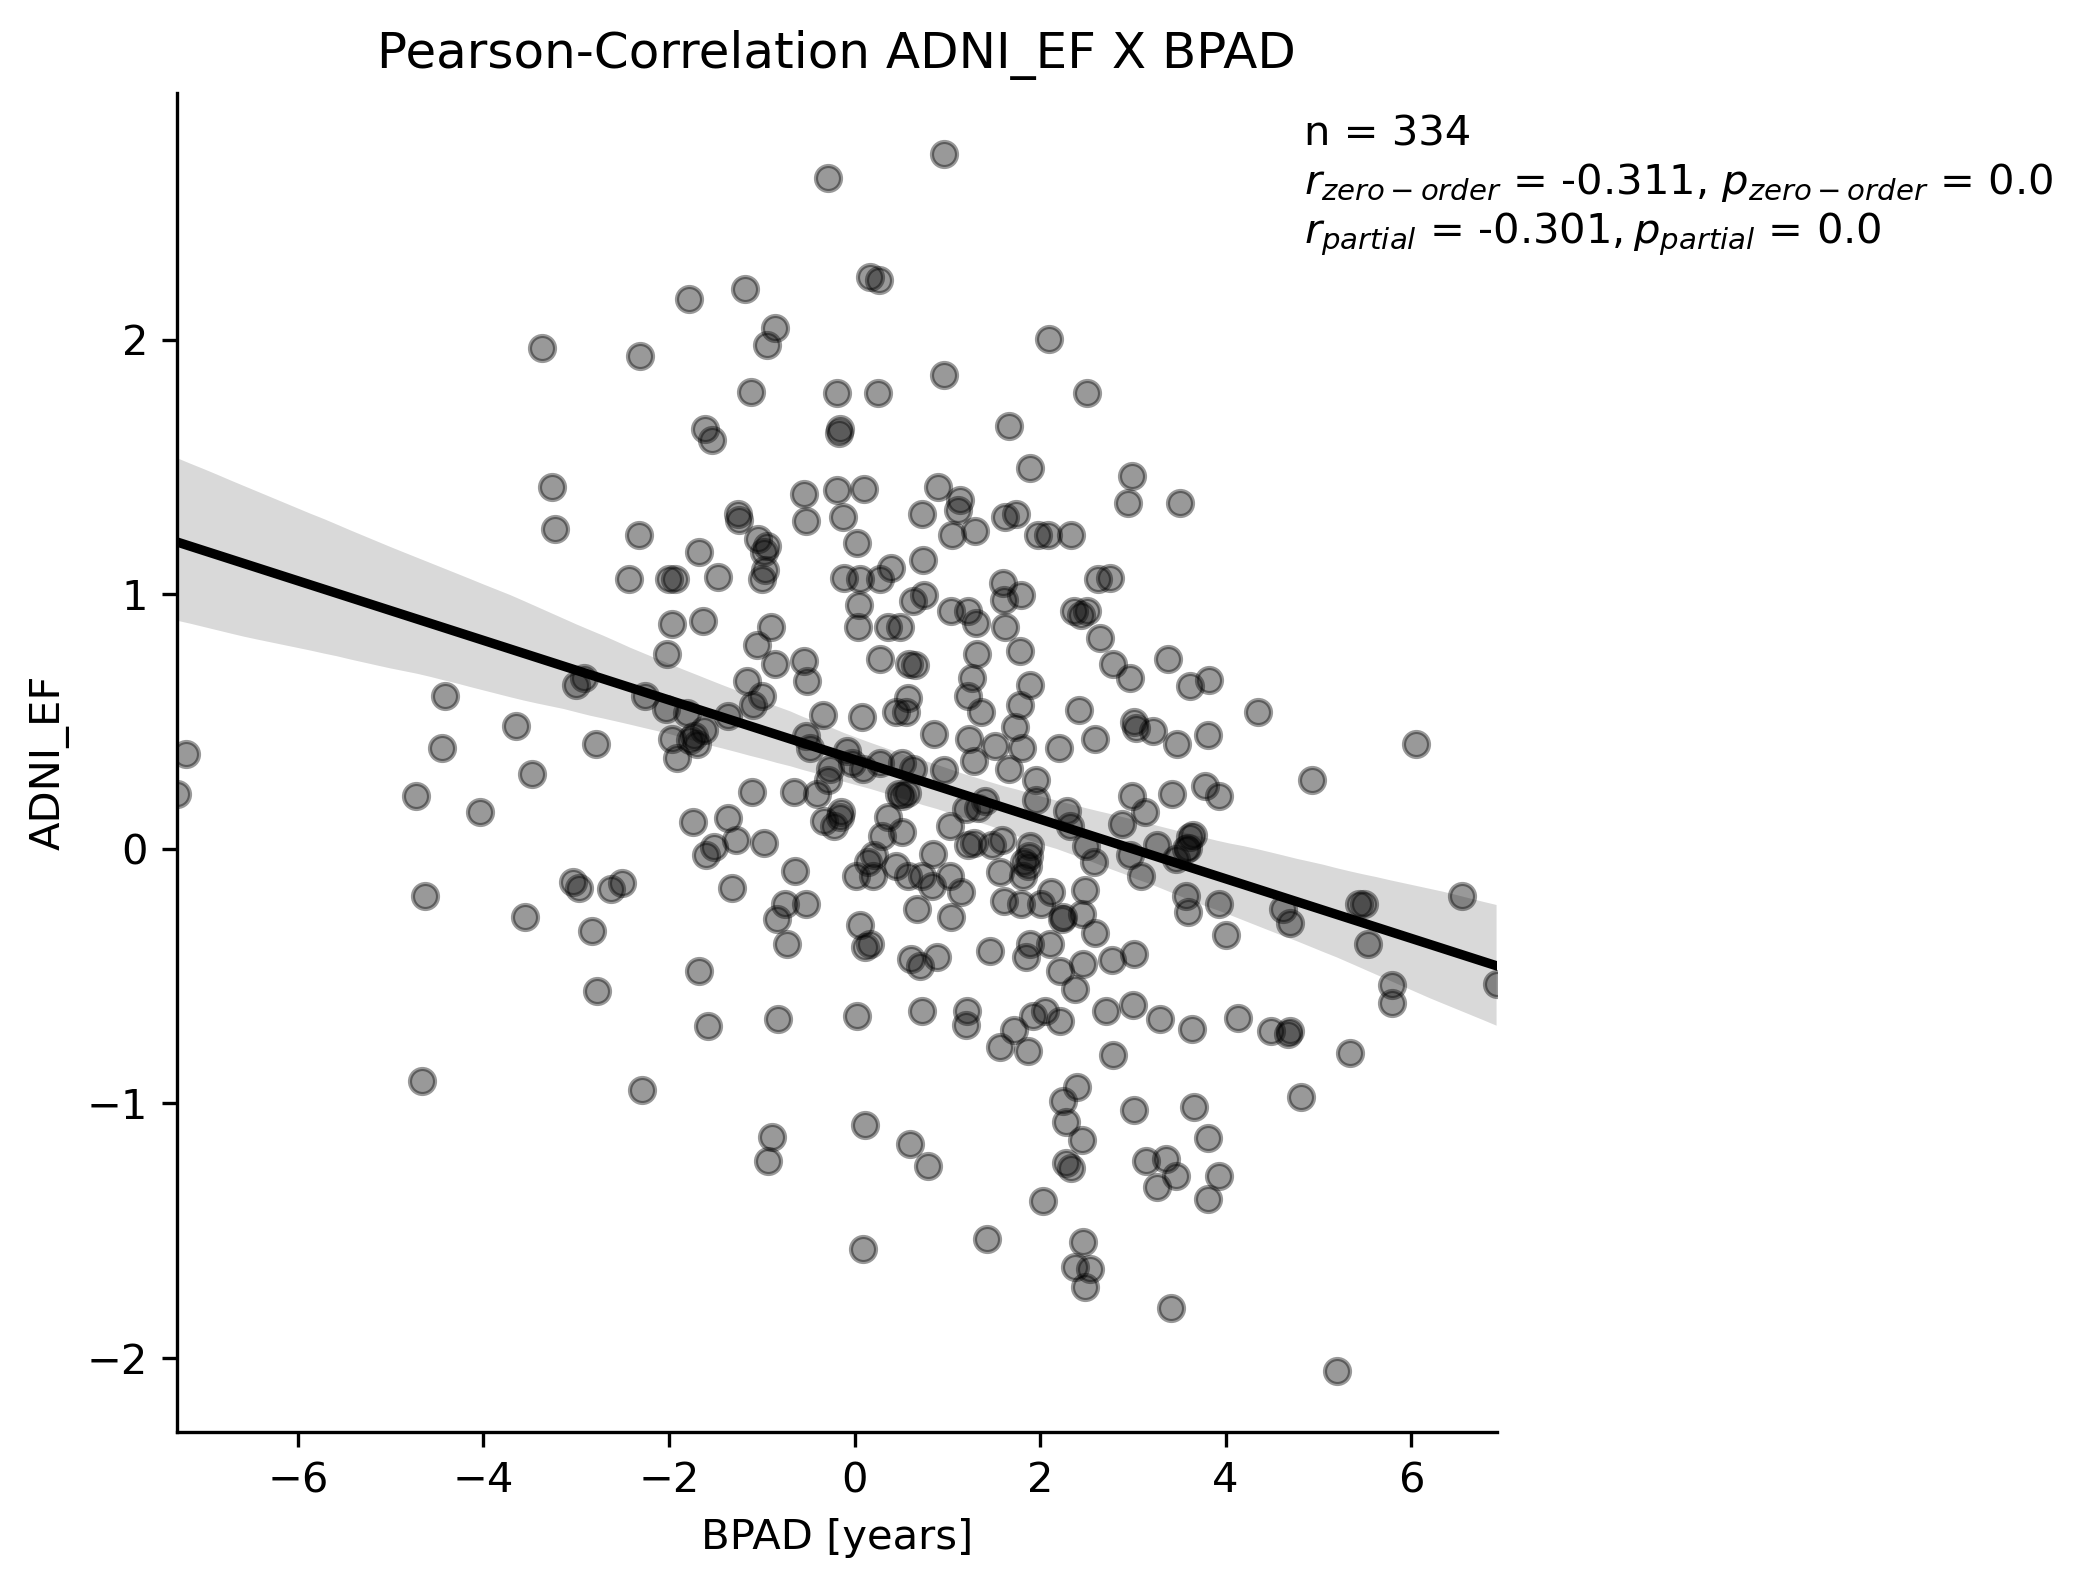 Pearson-Correlation ADNI_EF X BPAD
n = 334
r_zero−order = -0.311, p_zero−order = 0.0
r_partial = -0.301, p_partial = 0.0
ADNI_EF
2
1
0
−1
−2
−6 −4 −2 0 2 4 6
BPAD [years]